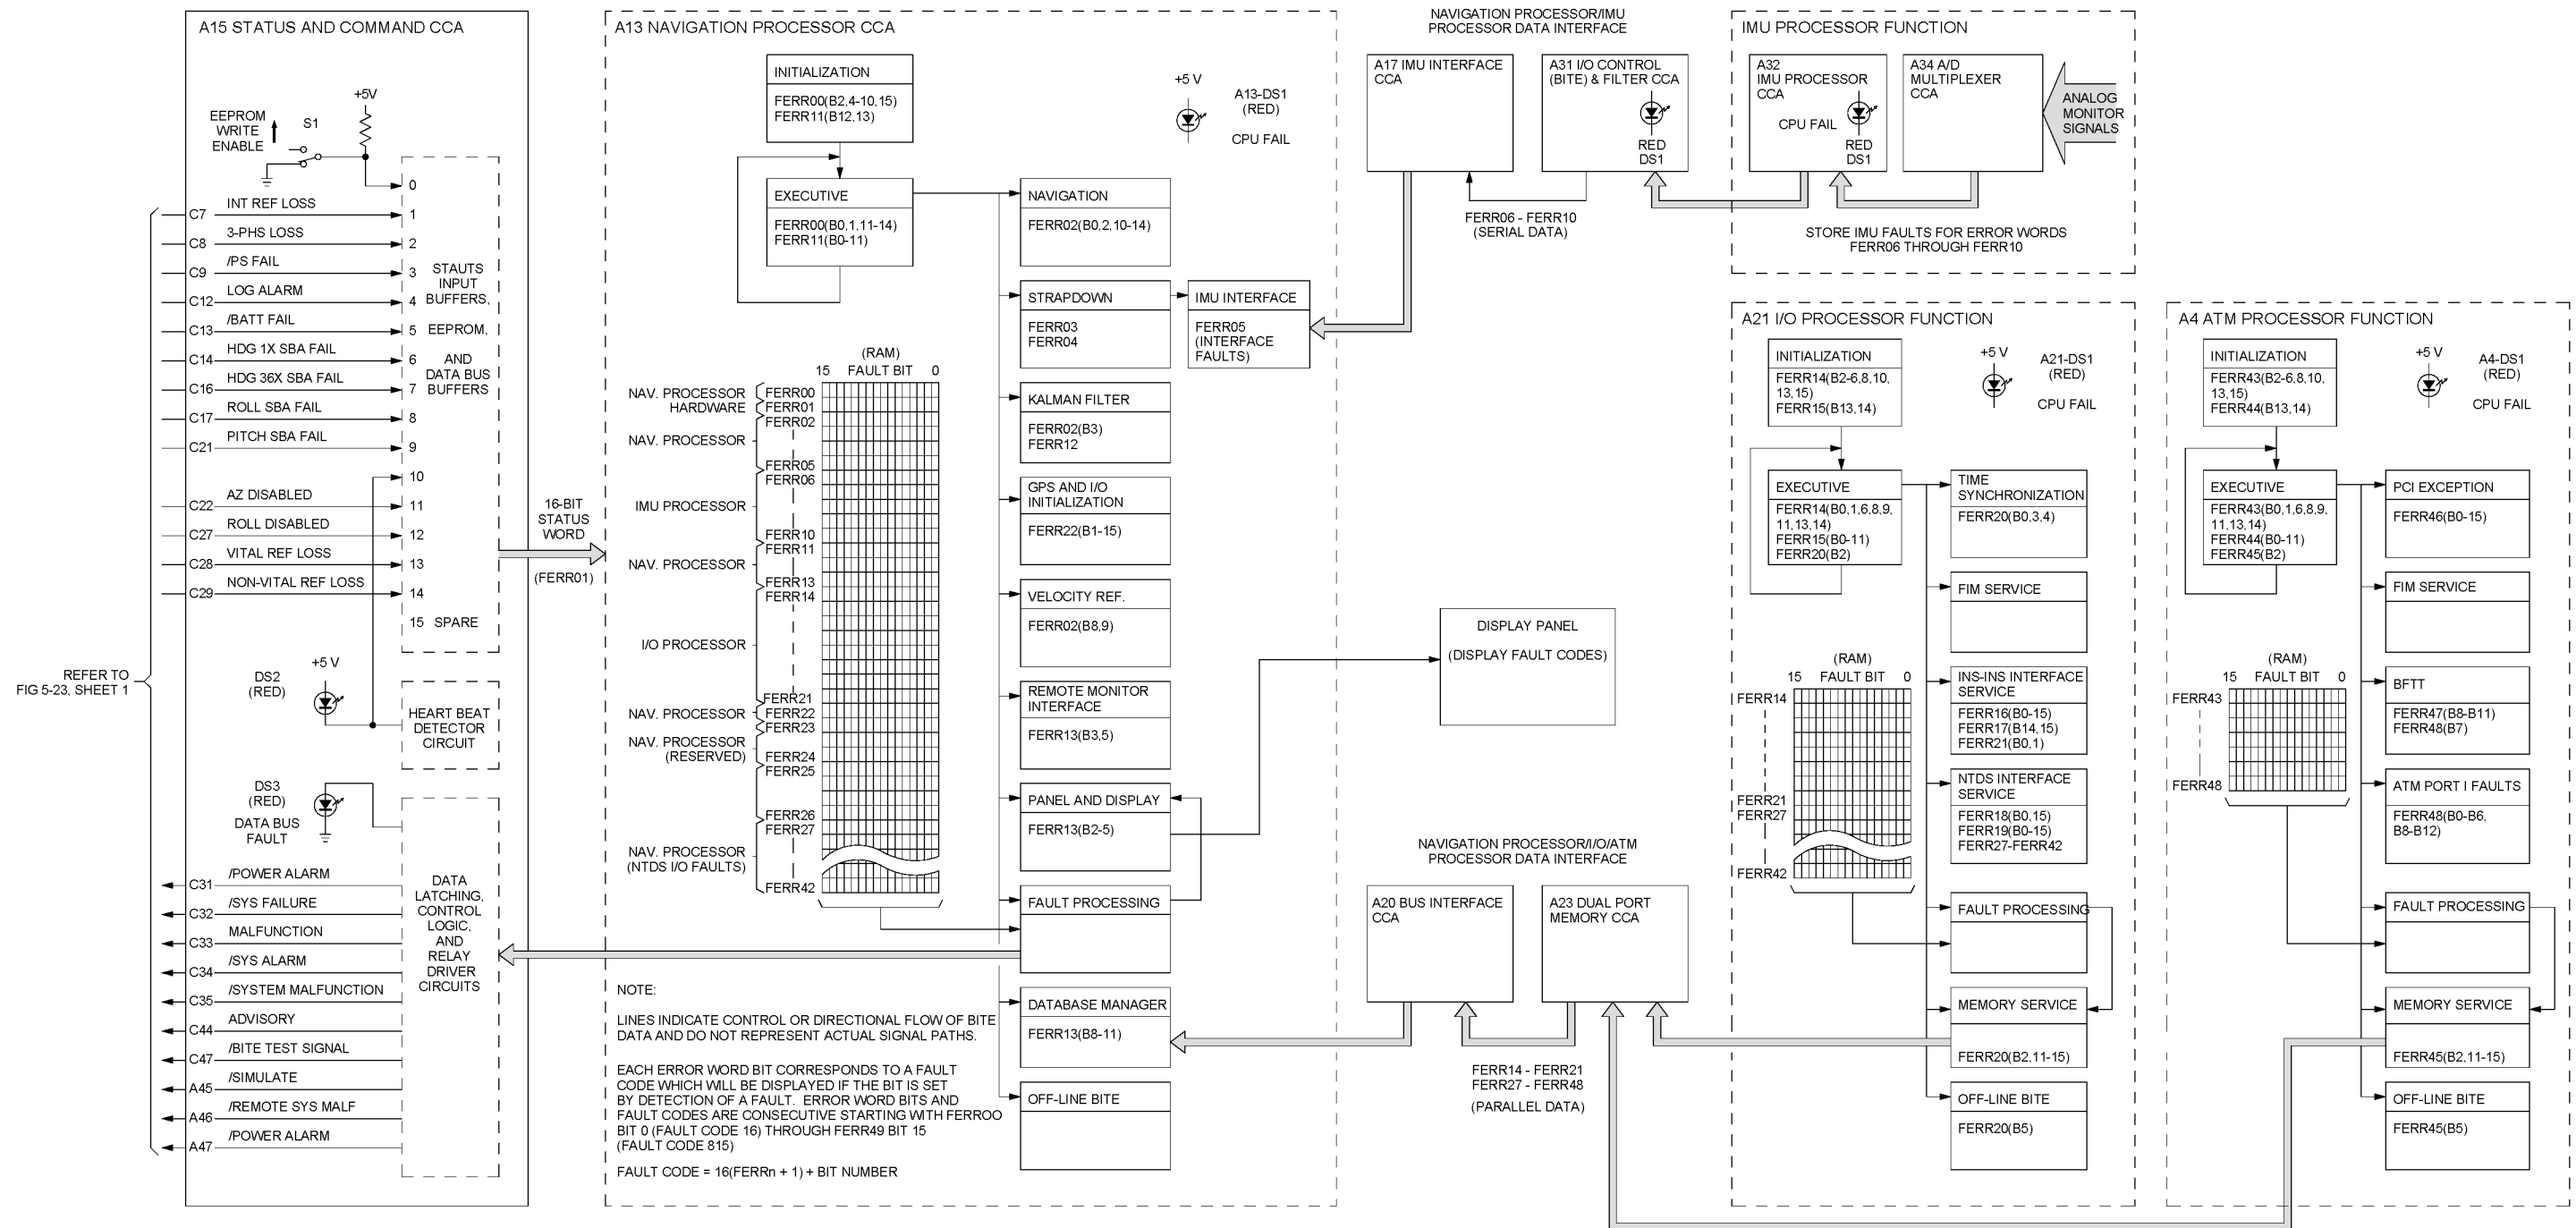 A15 STATUS AND COMMAND CCA
+5V
EEPROM
WRITE
ENABLE
S1
0
C7 INT REF LOSS 1
C8 3-PHS LOSS 2
C9 /PS FAIL 3
C12 LOG ALARM 4
C13 /BATT FAIL 5
C14 HDG 1X SBA FAIL 6
C16 HDG 36X SBA FAIL 7
C17 ROLL SBA FAIL 8
C21 PITCH SBA FAIL 9
10
C22 AZ DISABLED 11
C27 ROLL DISABLED 12
C28 VITAL REF LOSS 13
C29 NON-VITAL REF LOSS 14
15 SPARE
STAUTS
INPUT
BUFFERS,
EEPROM,
AND
DATA BUS
BUFFERS
REFER TO
FIG 5-23, SHEET 1
DS2
(RED)
+5 V
HEART BEAT
DETECTOR
CIRCUIT
DS3
(RED)
DATA BUS
FAULT
DATA
LATCHING,
CONTROL
LOGIC,
AND
RELAY
DRIVER
CIRCUITS
C31 /POWER ALARM
C32 /SYS FAILURE
C33 MALFUNCTION
C34 /SYS ALARM
C35 /SYSTEM MALFUNCTION
C44 ADVISORY
C47 /BITE TEST SIGNAL
A45 /SIMULATE
A46 /REMOTE SYS MALF
A47 /POWER ALARM
16-BIT
STATUS
WORD
(FERR01)
A13 NAVIGATION PROCESSOR CCA
INITIALIZATION
FERR00(B2,4-10,15)
FERR11(B12,13)
+5 V
A13-DS1
(RED)
CPU FAIL
EXECUTIVE
FERR00(B0,1,11-14)
FERR11(B0-11)
NAVIGATION
FERR02(B0,2,10-14)
STRAPDOWN
FERR03
FERR04
IMU INTERFACE
FERR05
(INTERFACE
FAULTS)
KALMAN FILTER
FERR02(B3)
FERR12
GPS AND I/O
INITIALIZATION
FERR22(B1-15)
VELOCITY REF.
FERR02(B8,9)
REMOTE MONITOR
INTERFACE
FERR13(B3,5)
PANEL AND DISPLAY
FERR13(B2-5)
FAULT PROCESSING
DATABASE MANAGER
FERR13(B8-11)
OFF-LINE BITE
(RAM)
15 FAULT BIT 0
NAV. PROCESSOR
HARDWARE
FERR00
FERR01
FERR02
NAV. PROCESSOR
FERR05
FERR06
IMU PROCESSOR
FERR10
FERR11
NAV. PROCESSOR
FERR13
FERR14
I/O PROCESSOR
FERR21
NAV. PROCESSOR FERR22
FERR23
NAV. PROCESSOR
(RESERVED)
FERR24
FERR25
FERR26
FERR27
NAV. PROCESSOR
(NTDS I/O FAULTS)
FERR42
NOTE:
LINES INDICATE CONTROL OR DIRECTIONAL FLOW OF BITE
DATA AND DO NOT REPRESENT ACTUAL SIGNAL PATHS.
EACH ERROR WORD BIT CORRESPONDS TO A FAULT
CODE WHICH WILL BE DISPLAYED IF THE BIT IS SET
BY DETECTION OF A FAULT. ERROR WORD BITS AND
FAULT CODES ARE CONSECUTIVE STARTING WITH FERROO
BIT 0 (FAULT CODE 16) THROUGH FERR49 BIT 15
(FAULT CODE 815)
FAULT CODE = 16(FERRn + 1) + BIT NUMBER
NAVIGATION PROCESSOR/IMU
PROCESSOR DATA INTERFACE
A17 IMU INTERFACE
CCA
A31 I/O CONTROL
(BITE) & FILTER CCA
RED
DS1
FERR06 - FERR10
(SERIAL DATA)
IMU PROCESSOR FUNCTION
A32
IMU PROCESSOR
CCA
CPU FAIL
RED
DS1
A34 A/D
MULTIPLEXER
CCA
ANALOG
MONITOR
SIGNALS
STORE IMU FAULTS FOR ERROR WORDS
FERR06 THROUGH FERR10
DISPLAY PANEL
(DISPLAY FAULT CODES)
NAVIGATION PROCESSOR/I/O/ATM
PROCESSOR DATA INTERFACE
A20 BUS INTERFACE
CCA
A23 DUAL PORT
MEMORY CCA
FERR14 - FERR21
FERR27 - FERR48
(PARALLEL DATA)
A21 I/O PROCESSOR FUNCTION
INITIALIZATION
FERR14(B2-6,8,10,
13,15)
FERR15(B13,14)
+5 V
A21-DS1
(RED)
CPU FAIL
EXECUTIVE
FERR14(B0,1,6,8,9,
11,13,14)
FERR15(B0-11)
FERR20(B2)
TIME
SYNCHRONIZATION
FERR20(B0,3,4)
FIM SERVICE
INS-INS INTERFACE
SERVICE
FERR16(B0-15)
FERR17(B14,15)
FERR21(B0,1)
NTDS INTERFACE
SERVICE
FERR18(B0,15)
FERR19(B0-15)
FERR27-FERR42
FAULT PROCESSING
MEMORY SERVICE
FERR20(B2,11-15)
OFF-LINE BITE
FERR20(B5)
(RAM)
15 FAULT BIT 0
FERR14
FERR21
FERR27
FERR42
A4 ATM PROCESSOR FUNCTION
INITIALIZATION
FERR43(B2-6,8,10,
13,15)
FERR44(B13,14)
+5 V
A4-DS1
(RED)
CPU FAIL
EXECUTIVE
FERR43(B0,1,6,8,9,
11,13,14)
FERR44(B0-11)
FERR45(B2)
PCI EXCEPTION
FERR46(B0-15)
FIM SERVICE
BFTT
FERR47(B8-B11)
FERR48(B7)
ATM PORT I FAULTS
FERR48(B0-B6,
B8-B12)
FAULT PROCESSING
MEMORY SERVICE
FERR45(B2,11-15)
OFF-LINE BITE
FERR45(B5)
(RAM)
15 FAULT BIT 0
FERR43
FERR48